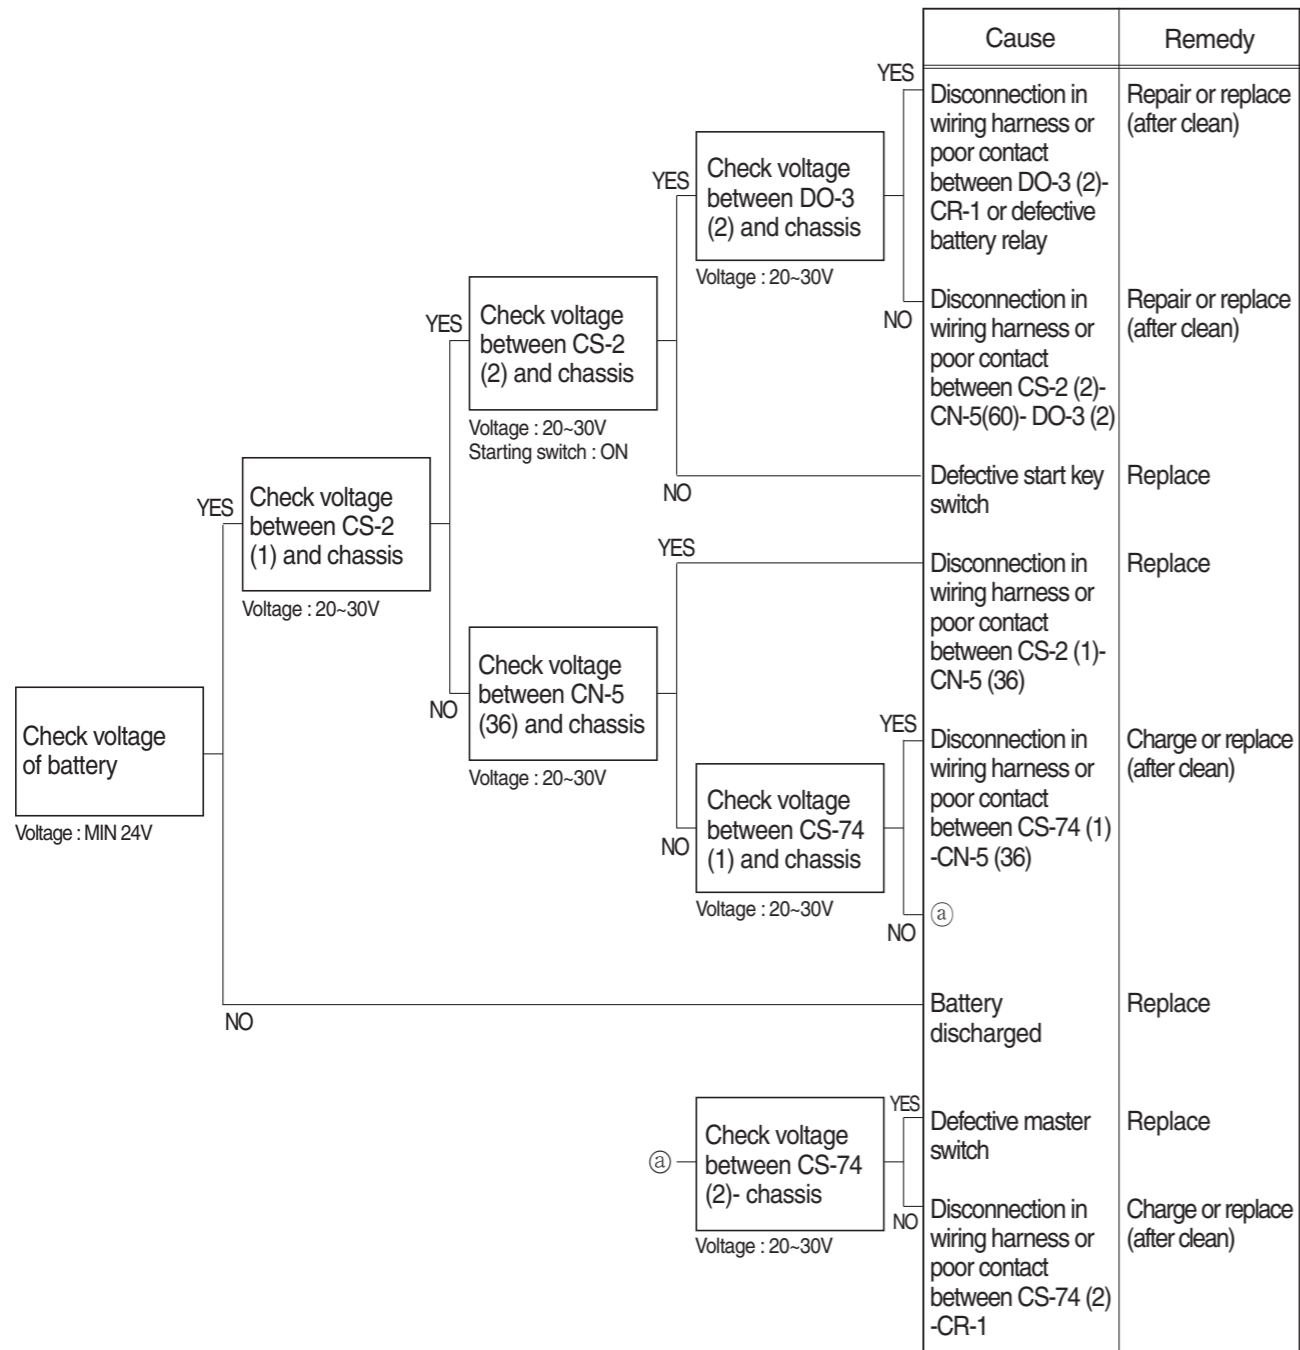 Cause
Remedy
YES
Disconnection in
wiring harness or
poor contact
between DO-3 (2)-
CR-1 or defective
battery relay
Repair or replace
(after clean)
YES
Check voltage
between DO-3
(2) and chassis
Voltage : 20~30V
NO
Disconnection in
wiring harness or
poor contact
between CS-2 (2)-
CN-5(60)- DO-3 (2)
Repair or replace
(after clean)
YES
Check voltage
between CS-2
(2) and chassis
Voltage : 20~30V
Starting switch : ON
NO
Defective start key
switch
Replace
YES
Check voltage
between CS-2
(1) and chassis
Voltage : 20~30V
YES
Disconnection in
wiring harness or
poor contact
between CS-2 (1)-
CN-5 (36)
Replace
NO
Check voltage
between CN-5
(36) and chassis
Voltage : 20~30V
Check voltage
of battery
Voltage : MIN 24V
YES
Disconnection in
wiring harness or
poor contact
between CS-74 (1)
-CN-5 (36)
Charge or replace
(after clean)
NO
Check voltage
between CS-74
(1) and chassis
Voltage : 20~30V
NO
ⓐ
NO
Battery
discharged
Replace
ⓐ
Check voltage
between CS-74
(2)- chassis
Voltage : 20~30V
YES
Defective master
switch
Replace
NO
Disconnection in
wiring harness or
poor contact
between CS-74 (2)
-CR-1
Charge or replace
(after clean)